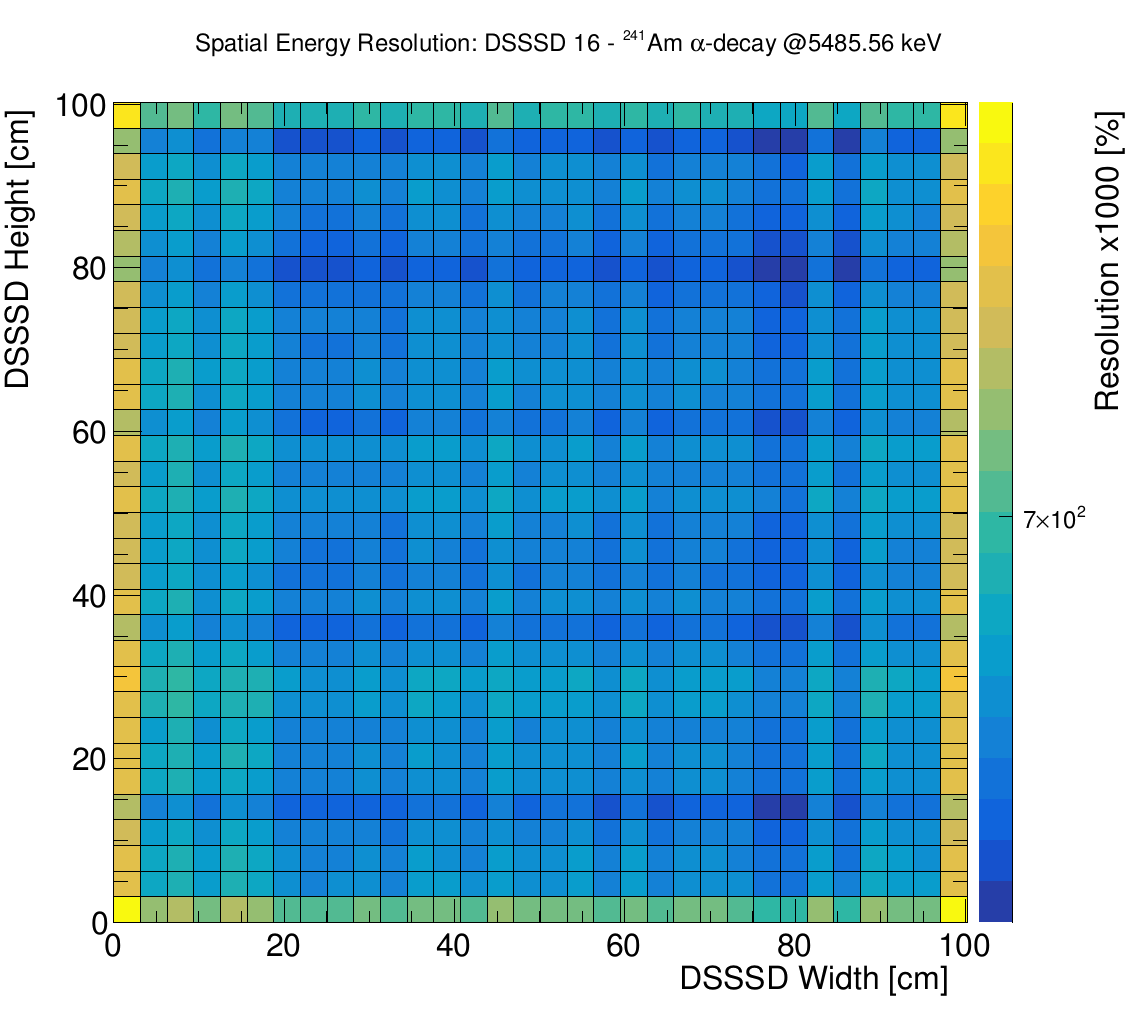 Spatial Energy Resolution: DSSSD 16 - ²⁴¹Am α-decay @5485.56 keV
DSSSD Height [cm]
100
80
60
40
20
0
0 20 40 60 80 100
DSSSD Width [cm]
7×10²
Resolution x1000 [%]